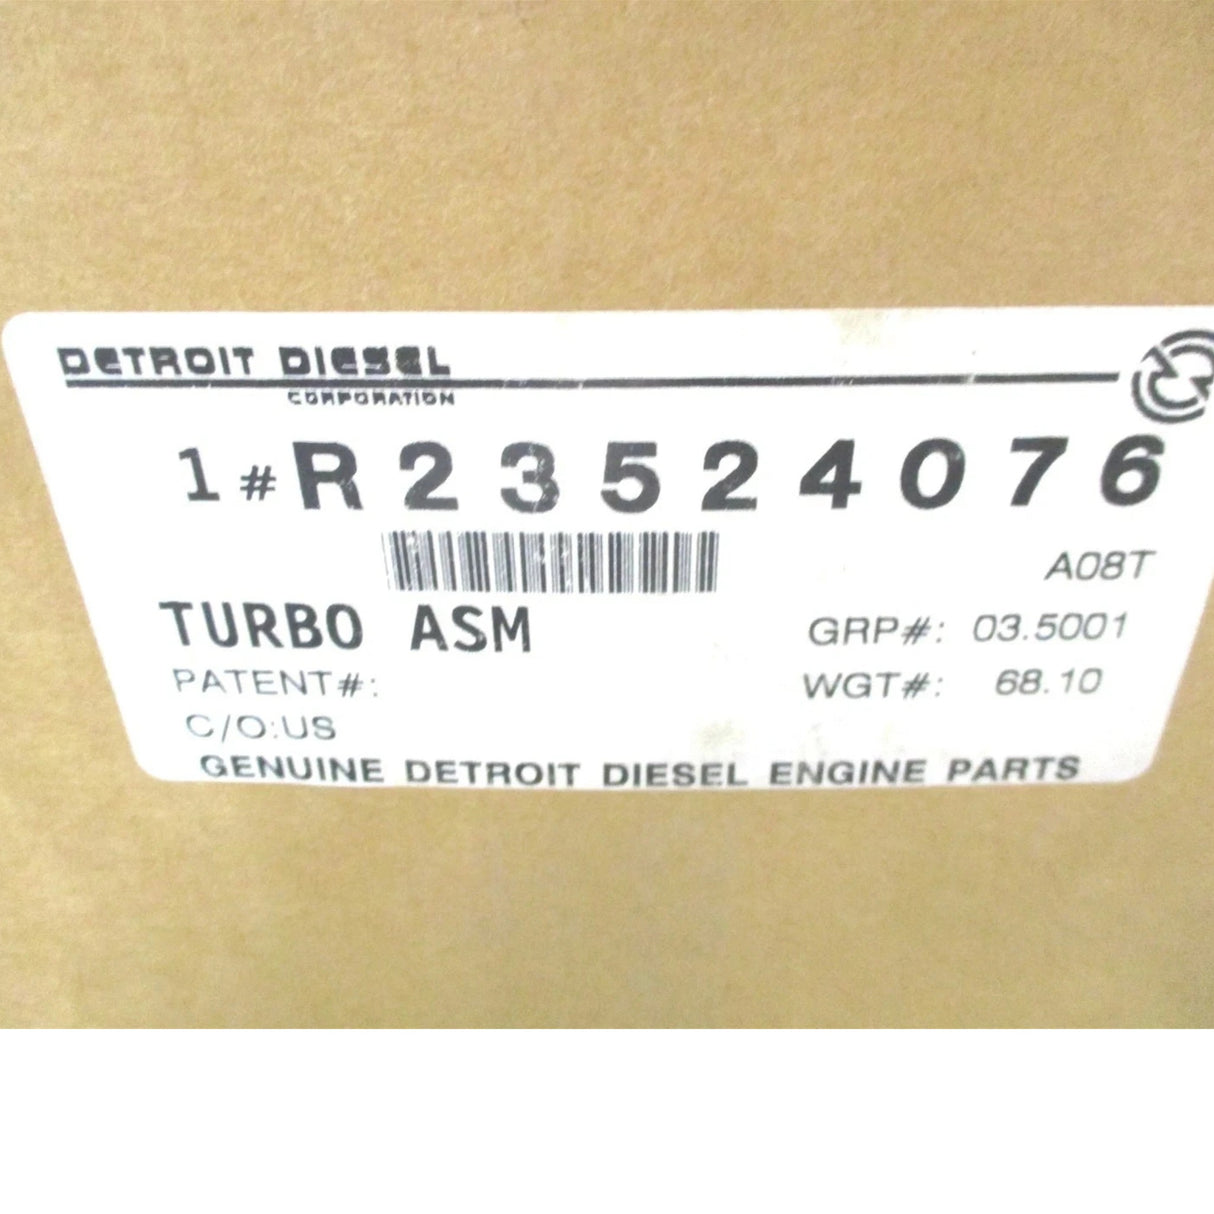 DETROIT DIESEL
CORPORATION
1# R23524076
A08T
TURBO ASM
GRP#: 03.5001
PATENT#:
WGT#: 68.10
C/O:US
GENUINE DETROIT DIESEL ENGINE PARTS